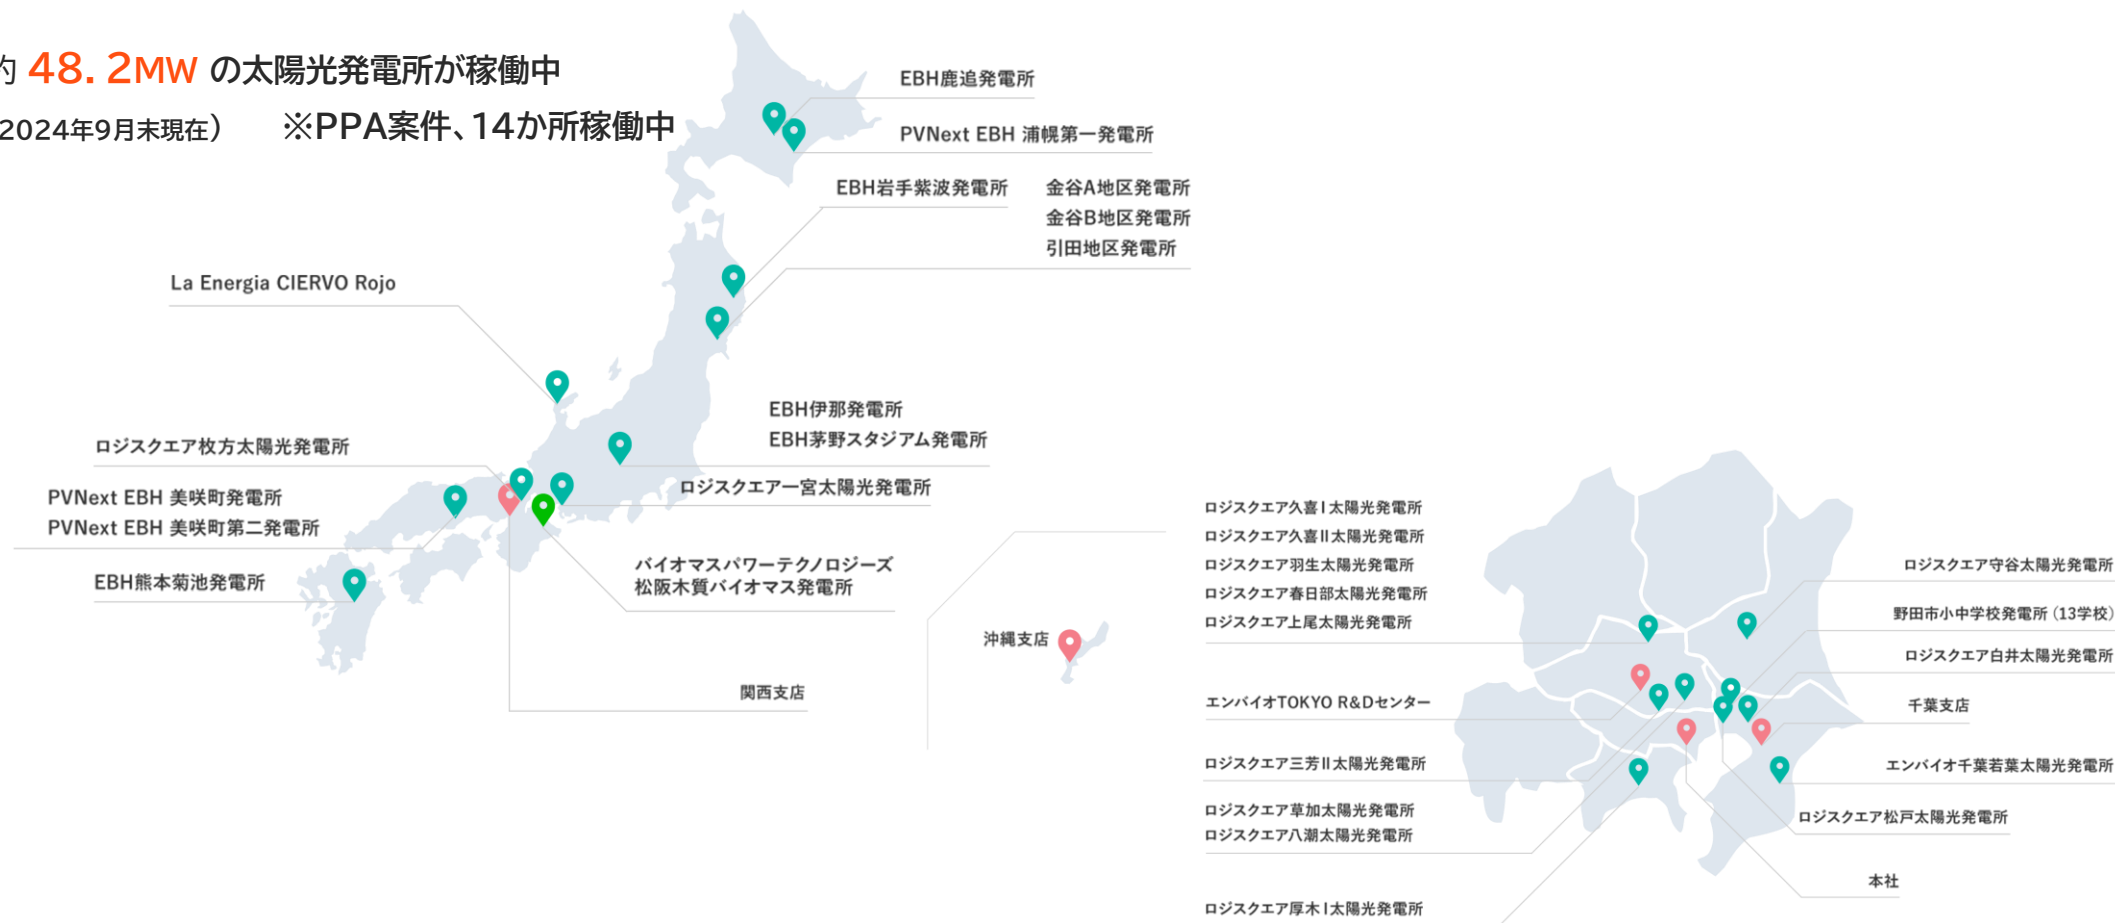 約 48.2MW の太陽光発電所が稼働中
2024年9月末現在）　※PPA案件、14か所稼働中
EBH鹿追発電所
PVNext EBH 浦幌第一発電所
EBH岩手紫波発電所
金谷A地区発電所
金谷B地区発電所
引田地区発電所
La Energia CIERVO Rojo
EBH伊那発電所
EBH茅野スタジアム発電所
ロジスクエア枚方太陽光発電所
ロジスクエア一宮太陽光発電所
PVNext EBH 美咲町発電所
PVNext EBH 美咲町第二発電所
EBH熊本菊池発電所
バイオマスパワーテクノロジーズ
松阪木質バイオマス発電所
関西支店
沖縄支店
ロジスクエア久喜I太陽光発電所
ロジスクエア久喜II太陽光発電所
ロジスクエア羽生太陽光発電所
ロジスクエア春日部太陽光発電所
ロジスクエア上尾太陽光発電所
エンバイオTOKYO R&Dセンター
ロジスクエア三芳II太陽光発電所
ロジスクエア草加太陽光発電所
ロジスクエア八潮太陽光発電所
ロジスクエア厚木I太陽光発電所
ロジスクエア守谷太陽光発電所
野田市小中学校発電所（13学校）
ロジスクエア白井太陽光発電所
千葉支店
エンバイオ千葉若葉太陽光発電所
ロジスクエア松戸太陽光発電所
本社